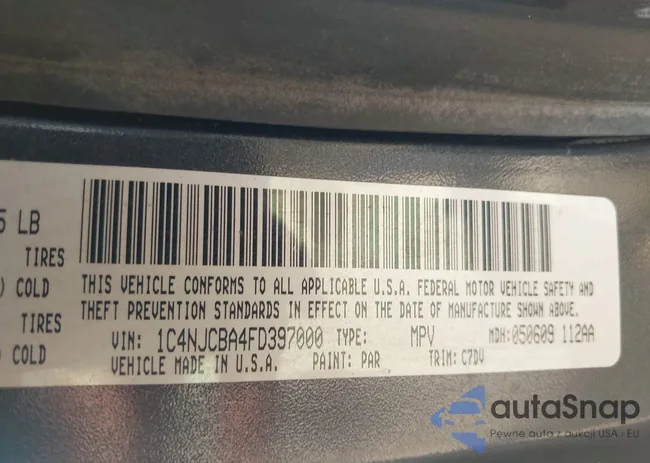 5 LB
TIRES
) COLD
TIRES
COLD
THIS VEHICLE CONFORMS TO ALL APPLICABLE U.S.A. FEDERAL MOTOR VEHICLE SAFETY AND
THEFT PREVENTION STANDARDS IN EFFECT ON THE DATE OF MANUFACTURE SHOWN ABOVE.
VIN: 1C4NJCBA4FD397000 TYPE: MPV MDH: 050609 112AA
VEHICLE MADE IN U.S.A. PAINT: PAR TRIM: C7DV
autaSnap
Pewne auta z aukcji USA - EU